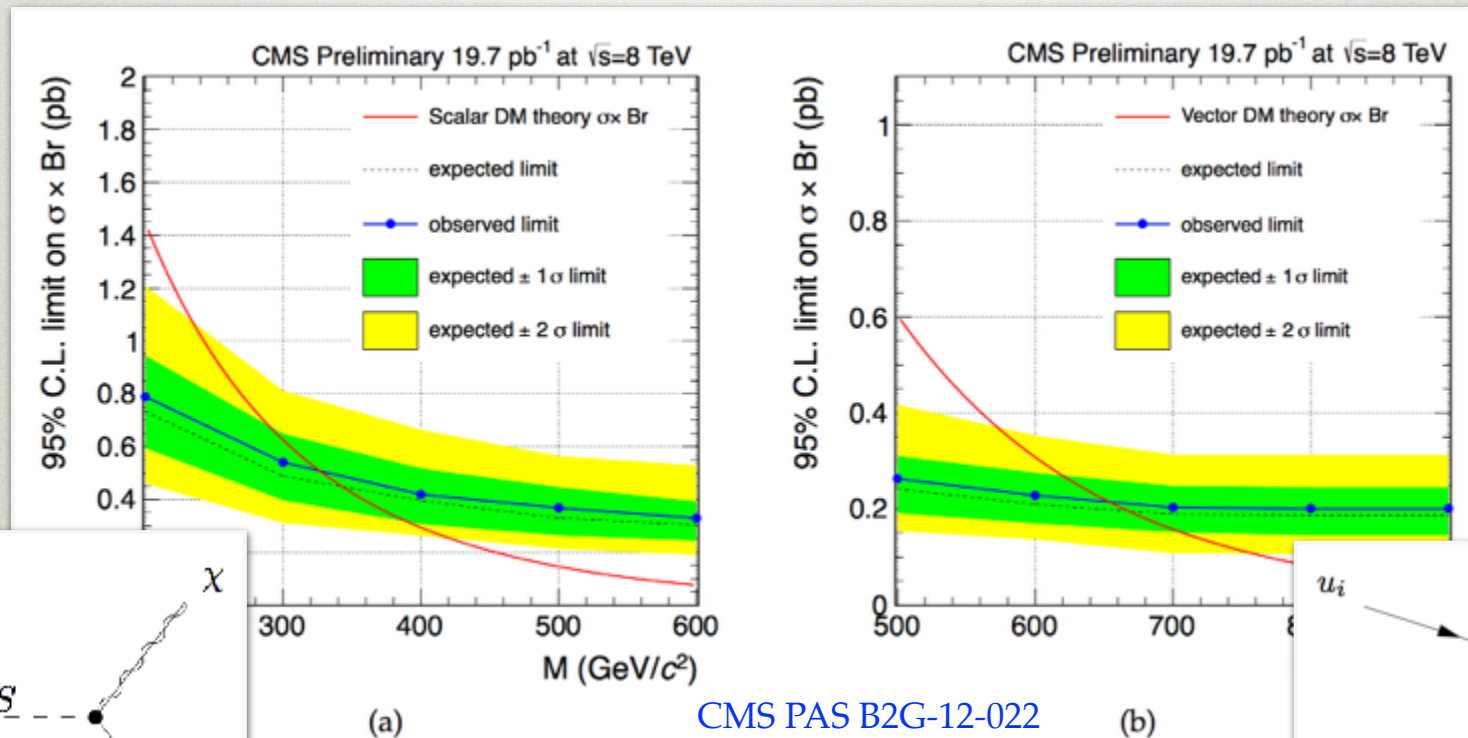 CMS Preliminary 19.7 pb⁻¹ at √s=8 TeV
95% C.L. limit on σ × Br (pb)
2
1.8
1.6
1.4
1.2
1
0.8
0.6
0.4
Scalar DM theory σ× Br
expected limit
observed limit
expected ± 1 σ limit
expected ± 2 σ limit
300 400 500 600
M (GeV/c²)
(a)
χ
S
CMS Preliminary 19.7 pb⁻¹ at √s=8 TeV
95% C.L. limit on σ × Br (pb)
1
0.8
0.6
0.4
0.2
0
Vector DM theory σ× Br
expected limit
observed limit
expected ± 1 σ limit
expected ± 2 σ limit
500 600 700
(b)
uᵢ
CMS PAS B2G-12-022